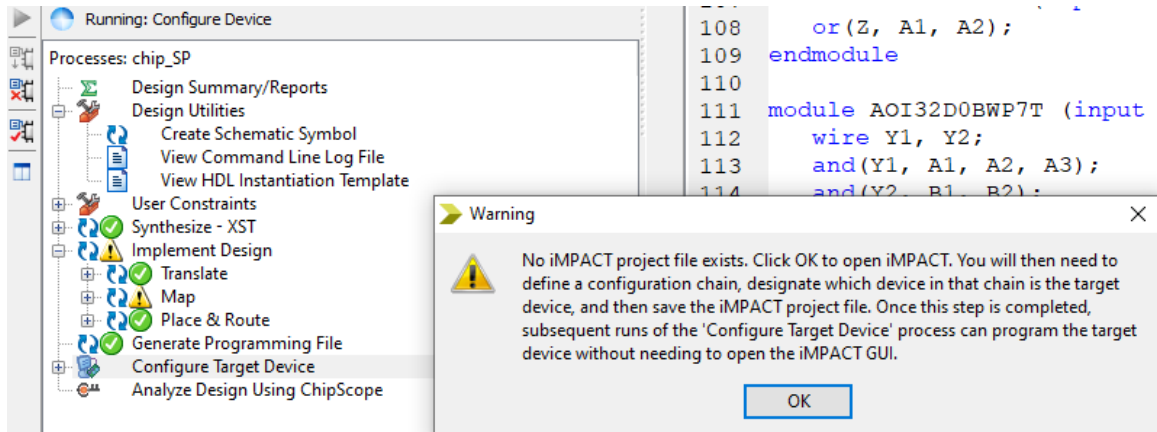 Running: Configure Device
Processes: chip_SP
Design Summary/Reports
Design Utilities
Create Schematic Symbol
View Command Line Log File
View HDL Instantiation Template
User Constraints
Synthesize - XST
Implement Design
Translate
Map
Place & Route
Generate Programming File
Configure Target Device
Analyze Design Using ChipScope
108 or(Z, A1, A2);
109 endmodule
110
111 module AOI32D0BWP7T (input
112 wire Y1, Y2;
113 and(Y1, A1, A2, A3);
114 and(Y2, B1, B2);
Warning
No iMPACT project file exists. Click OK to open iMPACT. You will then need to
define a configuration chain, designate which device in that chain is the target
device, and then save the iMPACT project file. Once this step is completed,
subsequent runs of the 'Configure Target Device' process can program the target
device without needing to open the iMPACT GUI.
OK